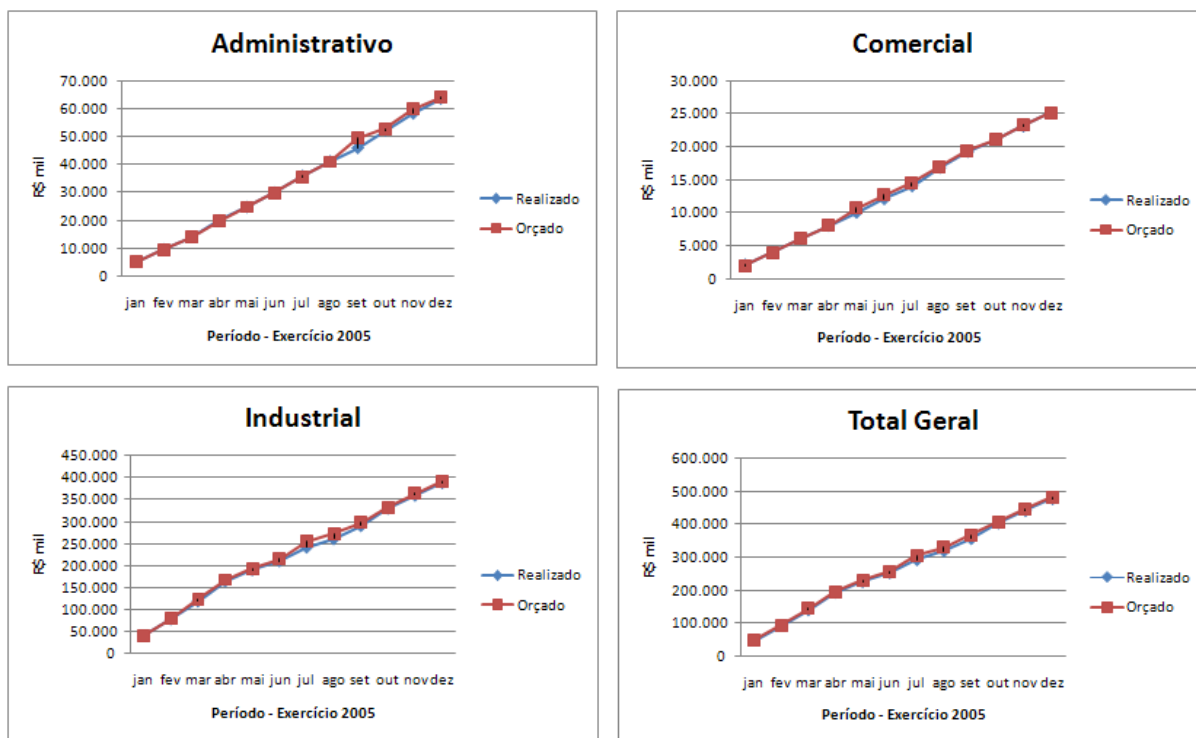 Administrativo
70.000
60.000
50.000
40.000
30.000
20.000
10.000
0
R$ mil
jan fev mar abr mai jun jul ago set out nov dez
Período - Exercício 2005
Realizado
Orçado
Comercial
30.000
25.000
20.000
15.000
10.000
5.000
0
R$ mil
jan fev mar abr mai jun jul ago set out nov dez
Período - Exercício 2005
Realizado
Orçado
Industrial
450.000
400.000
350.000
300.000
250.000
200.000
150.000
100.000
50.000
0
R$ mil
jan fev mar abr mai jun jul ago set out nov dez
Período - Exercício 2005
Realizado
Orçado
Total Geral
600.000
500.000
400.000
300.000
200.000
100.000
0
R$ mil
jan fev mar abr mai jun jul ago set out nov dez
Período - Exercício 2005
Realizado
Orçado